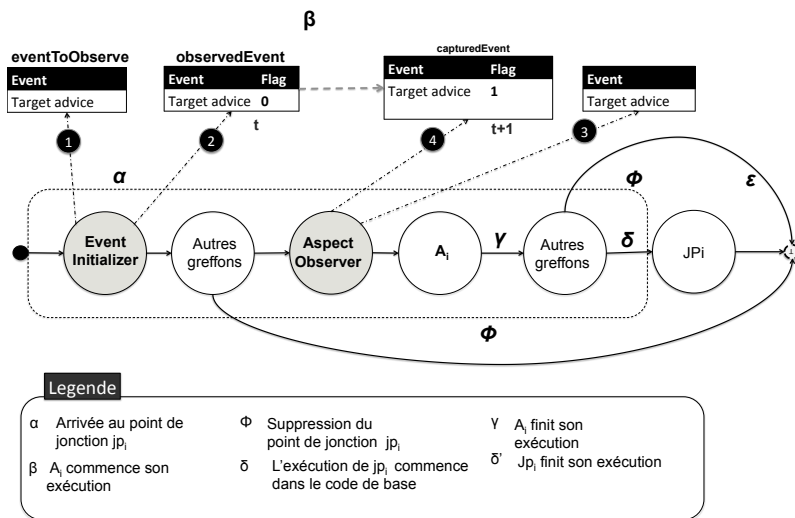 β
eventToObserve
Event
Target advice
observedEvent
Event Flag
Target advice 0
t
capturedEvent
Event Flag
Target advice 1
t+1
Event
Target advice
1
2
4
3
α
Φ
ε
Event
Initializer
Autres
greffons
Aspect
Observer
Ai
γ
Autres
greffons
δ
JPi
Φ
Legende
α Arrivée au point de
jonction jpi
β Ai commence son
exécution
Φ Suppression du
point de jonction jpi
δ L'exécution de jpi commence
dans le code de base
γ Ai finit son
exécution
δ' Jpi finit son exécution